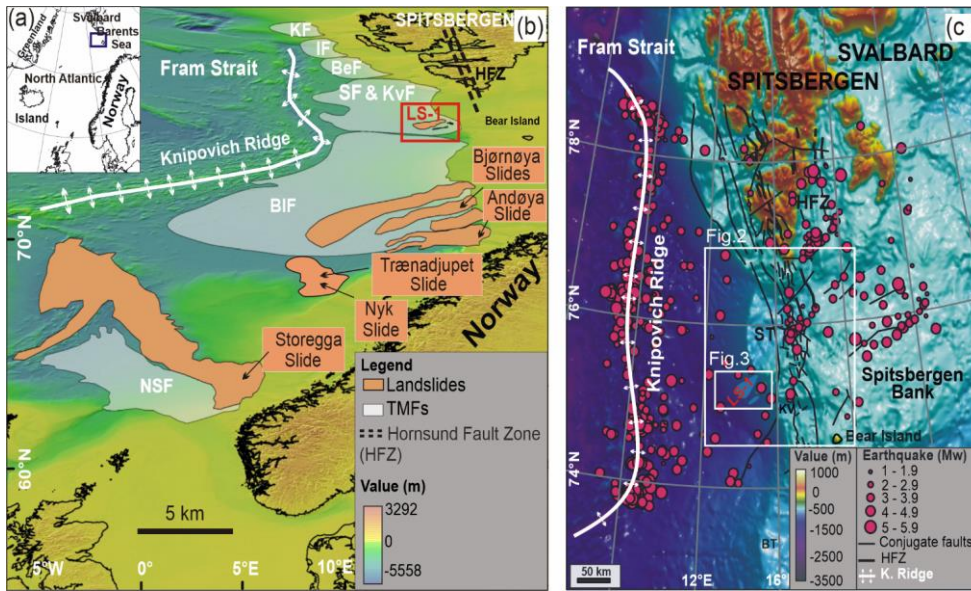 (a)
Svalbard
Greenland
Barents
Sea
North Atlantic
Island
Norway
(b)
KF
IF
BeF
SF & KvF
Fram Strait
SPITSBERGEN
HFZ
LS-1
Bear Island
Knipovich Ridge
BIF
Bjørnøya
Slides
Andøya
Slide
Trænadjupet
Slide
Nyk
Slide
Storegga
Slide
NSF
Norway
70°N
60°N
5°W
0°
5°E
10°E
5 km
Legend
Landslides
TMFs
Hornsund Fault Zone
(HFZ)
Value (m)
3292
0
-5558
(c)
Fram Strait
SVALBARD
SPITSBERGEN
HFZ
Knipovich Ridge
Fig.2
Fig.3
LS-1
ST
KV
Spitsbergen
Bank
Bear Island
BT
78°N
76°N
74°N
12°E
50 km
Value (m)
1000
500
0
-500
-1500
-2500
-3500
Earthquake (Mw)
1 - 1.9
2 - 2.9
3 - 3.9
4 - 4.9
5 - 5.9
Conjugate faults
HFZ
K. Ridge